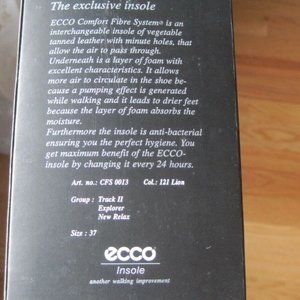 The exclusive insole
ECCO Comfort Fibre System® is an
interchangeable insole of vegetable
tanned leather with minute holes, that
allow the air to pass through.
Underneath is a layer of foam with
excellent characteristics. It allows
more air to circulate in the shoe be-
cause a pumping effect is generated
while walking and it leads to drier feet
because the layer of foam absorbs the
moisture.
Furthermore the insole is anti-bacterial
ensuring you the perfect hygiene. You
get maximum benefit of the ECCO-
insole by changing it every 24 hours.
Art. no.: CFS 0013 Col.: 121 Lion
Group : Track II
Explorer
New Relax
Size : 37
ecco
Insole
another walking improvement